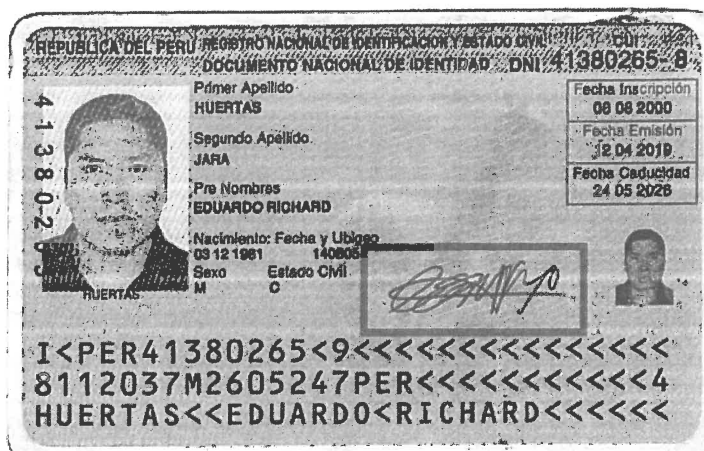 REPUBLICA DEL PERU REGISTRO NACIONAL DE IDENTIFICACION Y ESTADO CIVIL CUI
DOCUMENTO NACIONAL DE IDENTIDAD DNI 41380265-8
Primer Apellido
HUERTAS
Segundo Apellido
JARA
Pre Nombres
EDUARDO RICHARD
Nacimiento: Fecha y Ubigeo
03 12 1981
Sexo Estado Civil
M C
Fecha Inscripción
08 08 2000
Fecha Emisión
12 04 2019
Fecha Caducidad
24 05 2026
HUERTAS
I<PER41380265<9<<<<<<<<<<<<<<<
8112037M2605247PER<<<<<<<<<<<4
HUERTAS<<EDUARDO<RICHARD<<<<<<